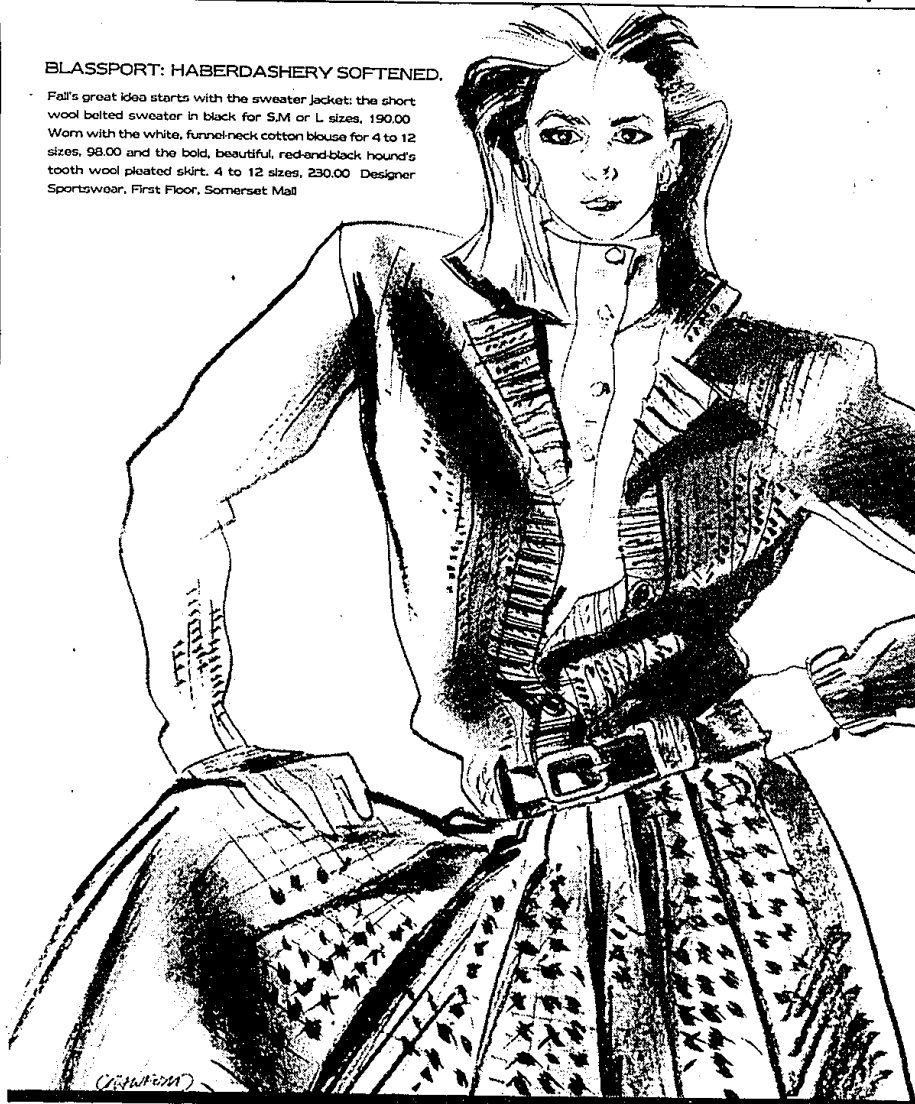 BLASSPORT: HABERDASHERY SOFTENED.
Fall's great idea starts with the sweater jacket: the short
wool belted sweater in black for S,M or L sizes, 190.00
Worn with the white, funnel-neck cotton blouse for 4 to 12
sizes, 98.00 and the bold, beautiful, red-and-black hound's
tooth wool pleated skirt. 4 to 12 sizes, 230.00 Designer
Sportswear, First Floor, Somerset Mall